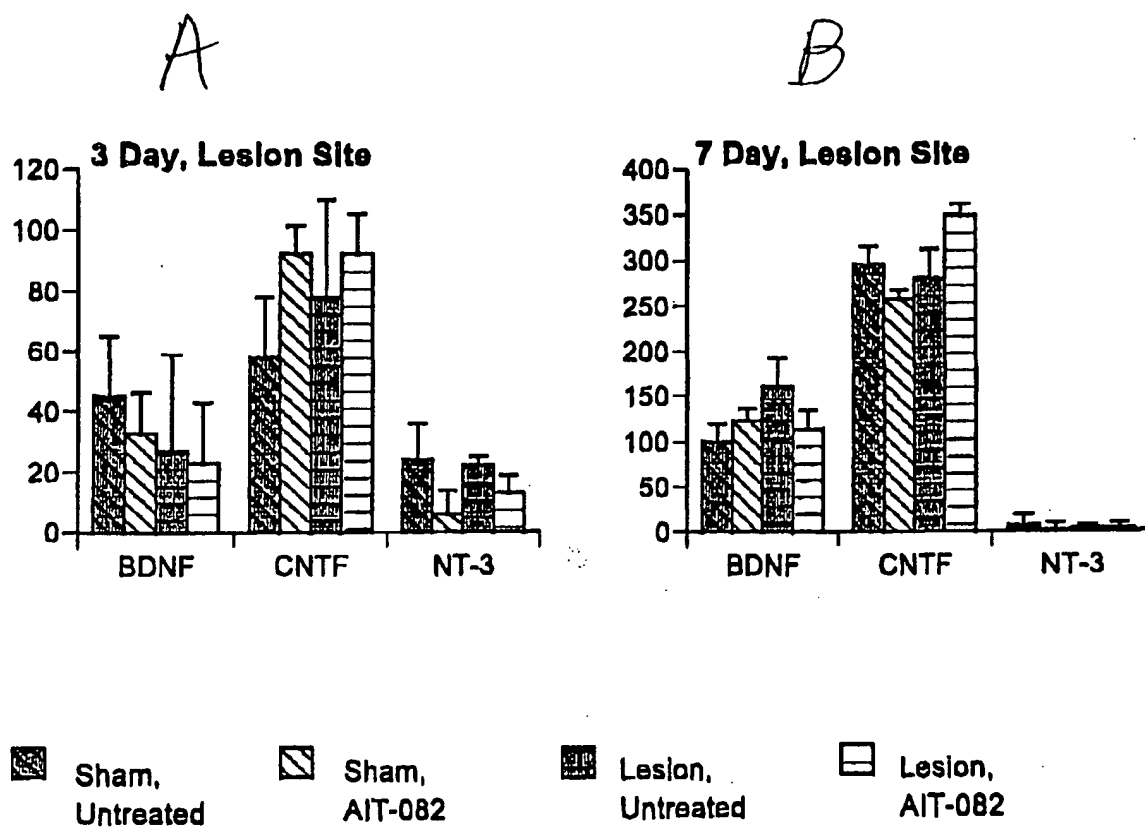 A
B
3 Day, Lesion Site
7 Day, Lesion Site
120
100
80
60
40
20
0
BDNF
CNTF
NT-3
400
350
300
250
200
150
100
50
0
BDNF
CNTF
NT-3
Sham,
Untreated
Sham,
AIT-082
Lesion,
Untreated
Lesion,
AIT-082